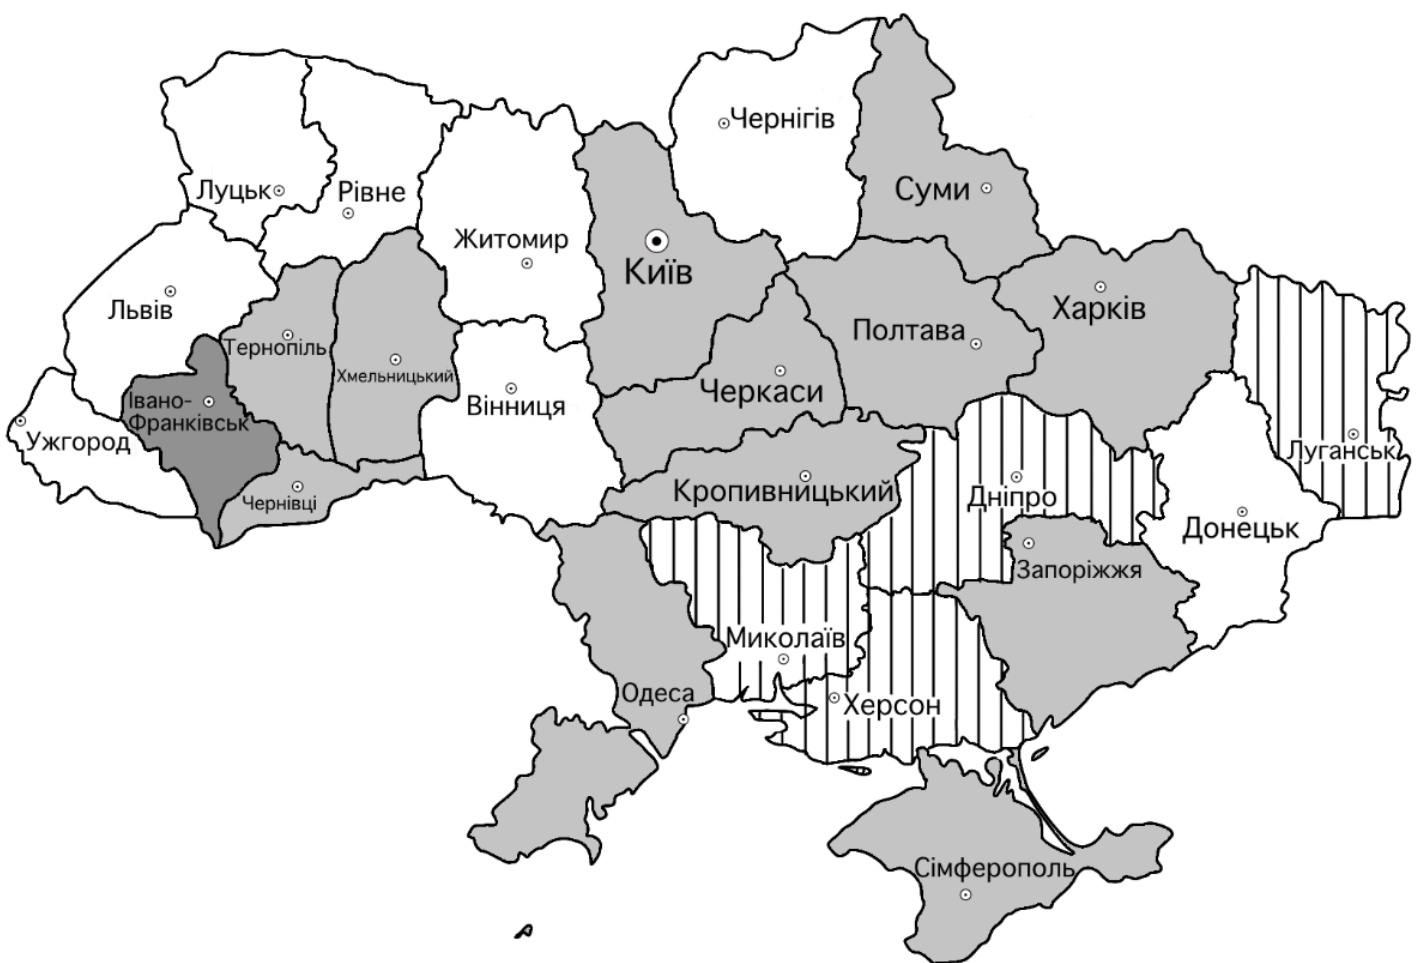 Чернігів
Луцьк
Рівне
Суми
Житомир
Київ
Львів
Харків
Полтава
Тернопіль
Хмельницький
Черкаси
Івано-
Франківськ
Вінниця
Ужгород
Луганськ
Чернівці
Кропивницький
Дніпро
Донецьк
Запоріжжя
Миколаїв
Одеса
Херсон
Сімферополь